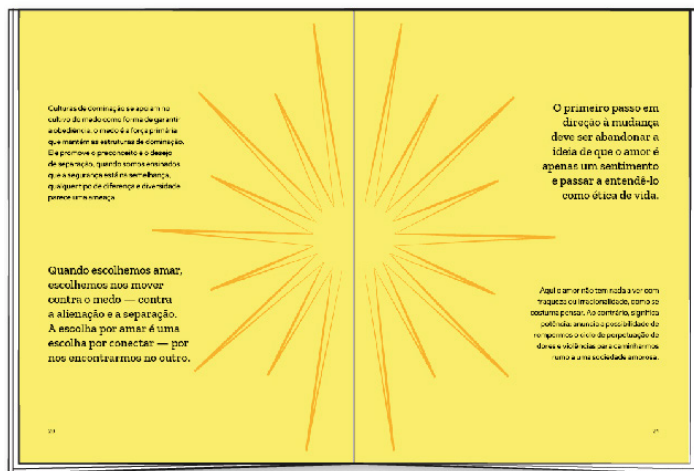 Culturas de dominação se apoiam no
cultivo do medo como forma de garantir
a obediência, o medo é a força primária
que mantém as estruturas de dominação.
Ele promove o preconceito e o desejo
de separação, quando somos ensinados
que a segurança está na semelhança,
qualquer tipo de diferença e diversidade
parece uma ameaça.
Quando escolhemos amar,
escolhemos nos mover
contra o medo — contra
a alienação e a separação.
A escolha por amar é uma
escolha por conectar — por
nos encontrarmos no outro.
O primeiro passo em
direção à mudança
deve ser abandonar a
ideia de que o amor é
apenas um sentimento
e passar a entendê-lo
como ética de vida.
Aqui o amor não tem nada a ver com
fraqueza ou irracionalidade, como se
costuma pensar. Ao contrário, significa
potência: anuncia a possibilidade de
rompermos o ciclo de perpetuação de
dores e violências para caminharmos
rumo a uma sociedade amorosa.